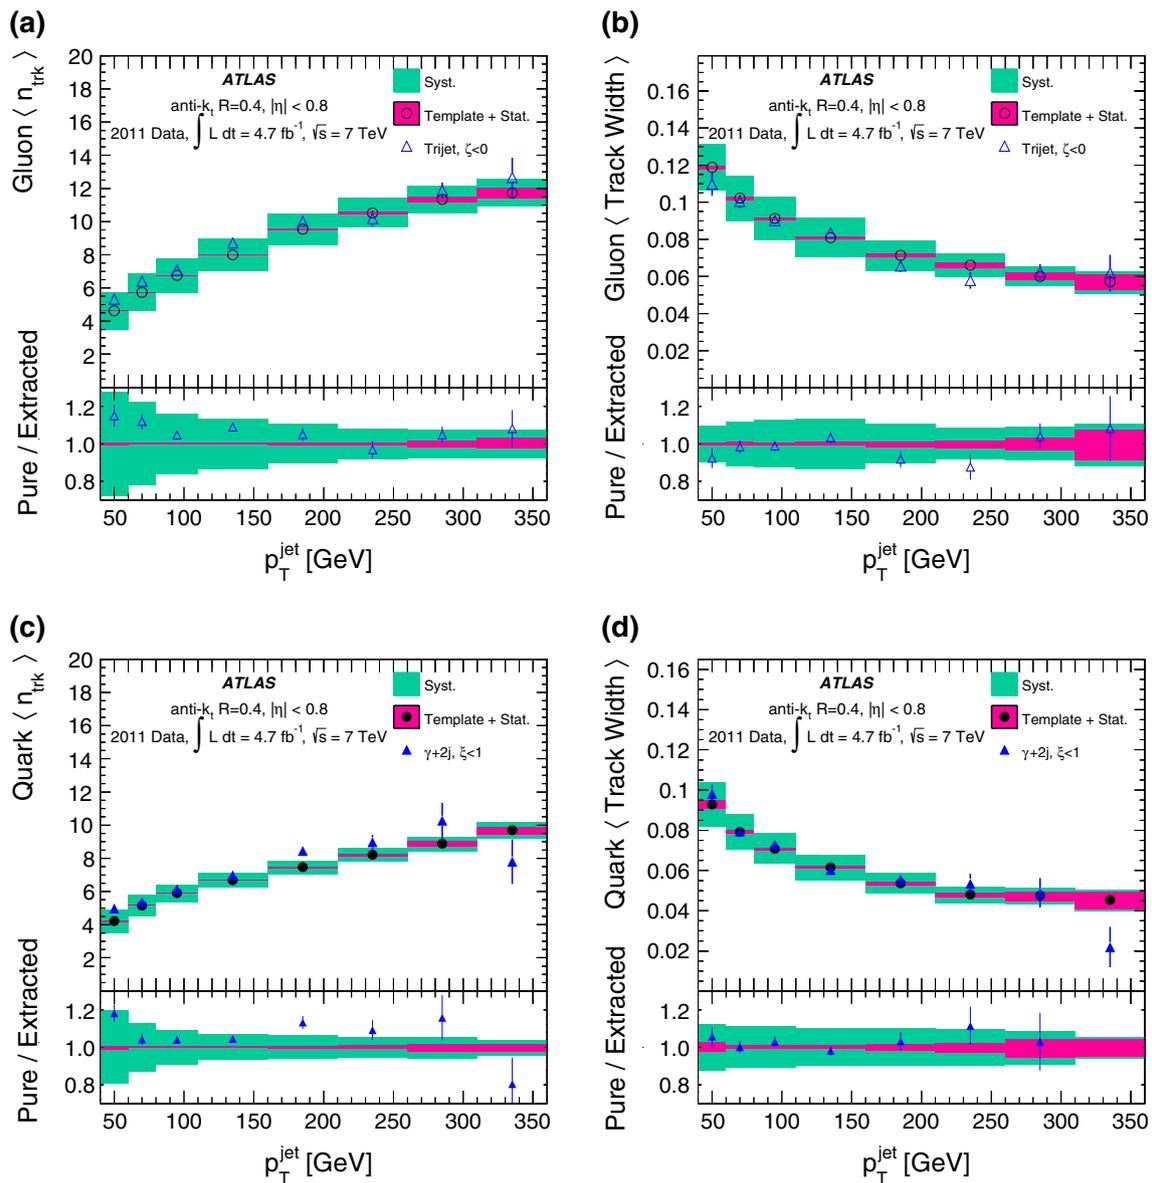 (a)
Gluon ⟨ n_trk ⟩
20
18
16
14
12
10
8
6
4
2
ATLAS
anti-k_t R=0.4, |η| < 0.8
2011 Data, ∫ L dt = 4.7 fb⁻¹, √s = 7 TeV
Syst.
Template + Stat.
Trijet, ζ<0
Pure / Extracted
1.2
1.0
0.8
50 100 150 200 250 300 350
p_T^jet [GeV]
(b)
Gluon ⟨ Track Width ⟩
0.16
0.14
0.12
0.1
0.08
0.06
0.04
0.02
ATLAS
anti-k_t R=0.4, |η| < 0.8
2011 Data, ∫ L dt = 4.7 fb⁻¹, √s = 7 TeV
Syst.
Template + Stat.
Trijet, ζ<0
Pure / Extracted
1.2
1.0
0.8
50 100 150 200 250 300 350
p_T^jet [GeV]
(c)
Quark ⟨ n_trk ⟩
20
18
16
14
12
10
8
6
4
2
ATLAS
anti-k_t R=0.4, |η| < 0.8
2011 Data, ∫ L dt = 4.7 fb⁻¹, √s = 7 TeV
Syst.
Template + Stat.
γ+2j, ξ<1
Pure / Extracted
1.2
1.0
0.8
50 100 150 200 250 300 350
p_T^jet [GeV]
(d)
Quark ⟨ Track Width ⟩
0.16
0.14
0.12
0.1
0.08
0.06
0.04
0.02
ATLAS
anti-k_t R=0.4, |η| < 0.8
2011 Data, ∫ L dt = 4.7 fb⁻¹, √s = 7 TeV
Syst.
Template + Stat.
γ+2j, ξ<1
Pure / Extracted
1.2
1.0
0.8
50 100 150 200 250 300 350
p_T^jet [GeV]